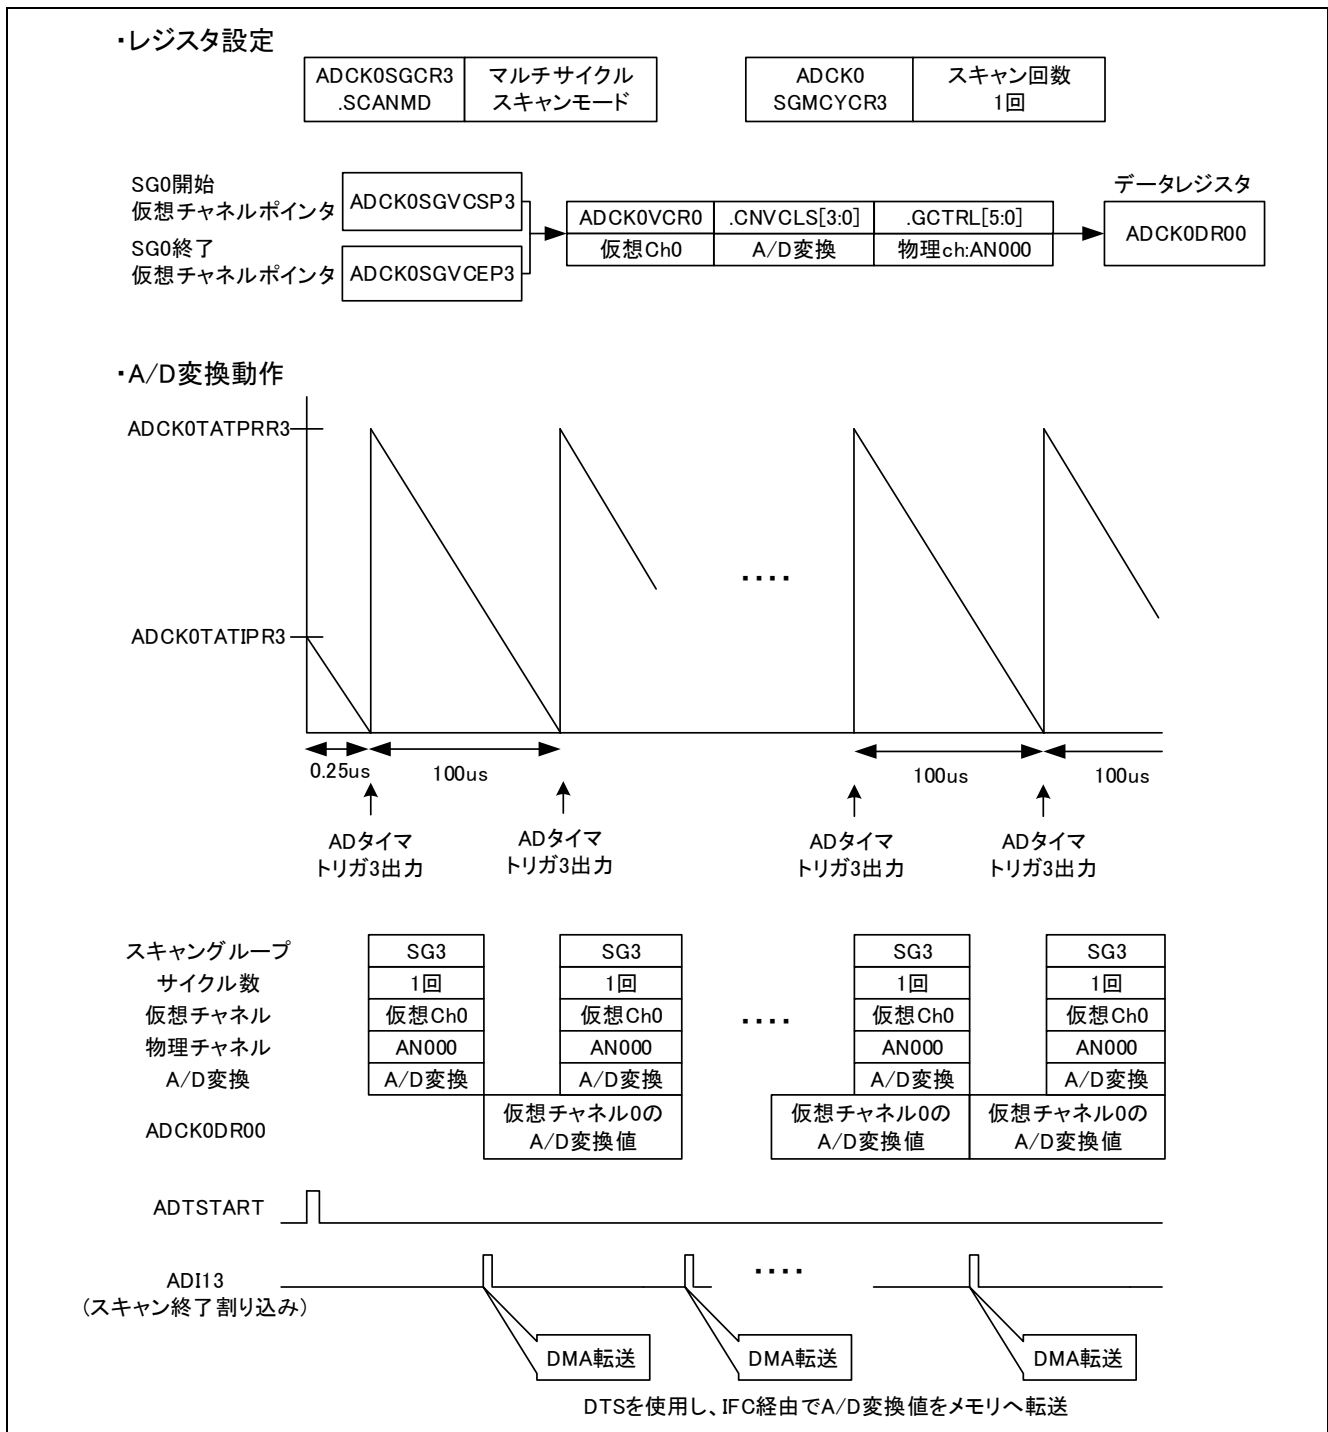 ・レジスタ設定
ADCK0SGCR3
.SCANMD
マルチサイクル
スキャンモード
ADCK0
SGMCYCR3
スキャン回数
1回
SG0開始
仮想チャネルポインタ
ADCK0SGVCSP3
SG0終了
仮想チャネルポインタ
ADCK0SGVCEP3
ADCK0VCR0 .CNVCLS[3:0] .GCTRL[5:0]
仮想Ch0 A/D変換 物理ch:AN000
データレジスタ
ADCK0DR00
・A/D変換動作
ADCK0TATPRR3
ADCK0TATIPR3
....
0.25us 100us 100us 100us
ADタイマ
トリガ3出力
ADタイマ
トリガ3出力
ADタイマ
トリガ3出力
ADタイマ
トリガ3出力
スキャングループ SG3 SG3 SG3 SG3
サイクル数 1回 1回 1回 1回
仮想チャネル 仮想Ch0 仮想Ch0 .... 仮想Ch0 仮想Ch0
物理チャネル AN000 AN000 AN000 AN000
A/D変換 A/D変換 A/D変換 A/D変換 A/D変換
ADCK0DR00
仮想チャネル0の
A/D変換値
仮想チャネル0の
A/D変換値
仮想チャネル0の
A/D変換値
ADTSTART
ADI13
(スキャン終了割り込み)
....
DMA転送 DMA転送 DMA転送
DTSを使用し、IFC経由でA/D変換値をメモリへ転送